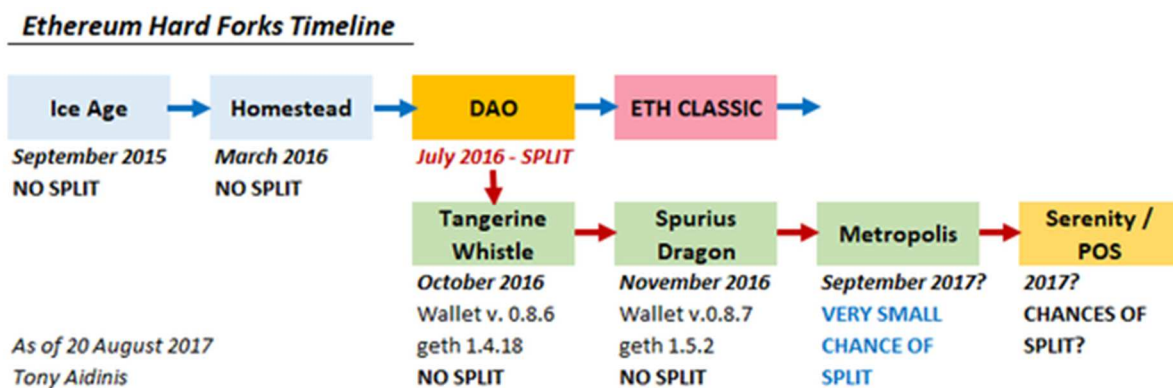 Ethereum Hard Forks Timeline
Ice Age
Homestead
DAO
ETH CLASSIC
September 2015
NO SPLIT
March 2016
NO SPLIT
July 2016 - SPLIT
Tangerine
Whistle
Spurius
Dragon
Metropolis
Serenity /
POS
October 2016
Wallet v. 0.8.6
geth 1.4.18
NO SPLIT
November 2016
Wallet v.0.8.7
geth 1.5.2
NO SPLIT
September 2017?
VERY SMALL
CHANCE OF
SPLIT
2017?
CHANCES OF
SPLIT?
As of 20 August 2017
Tony Aidinis